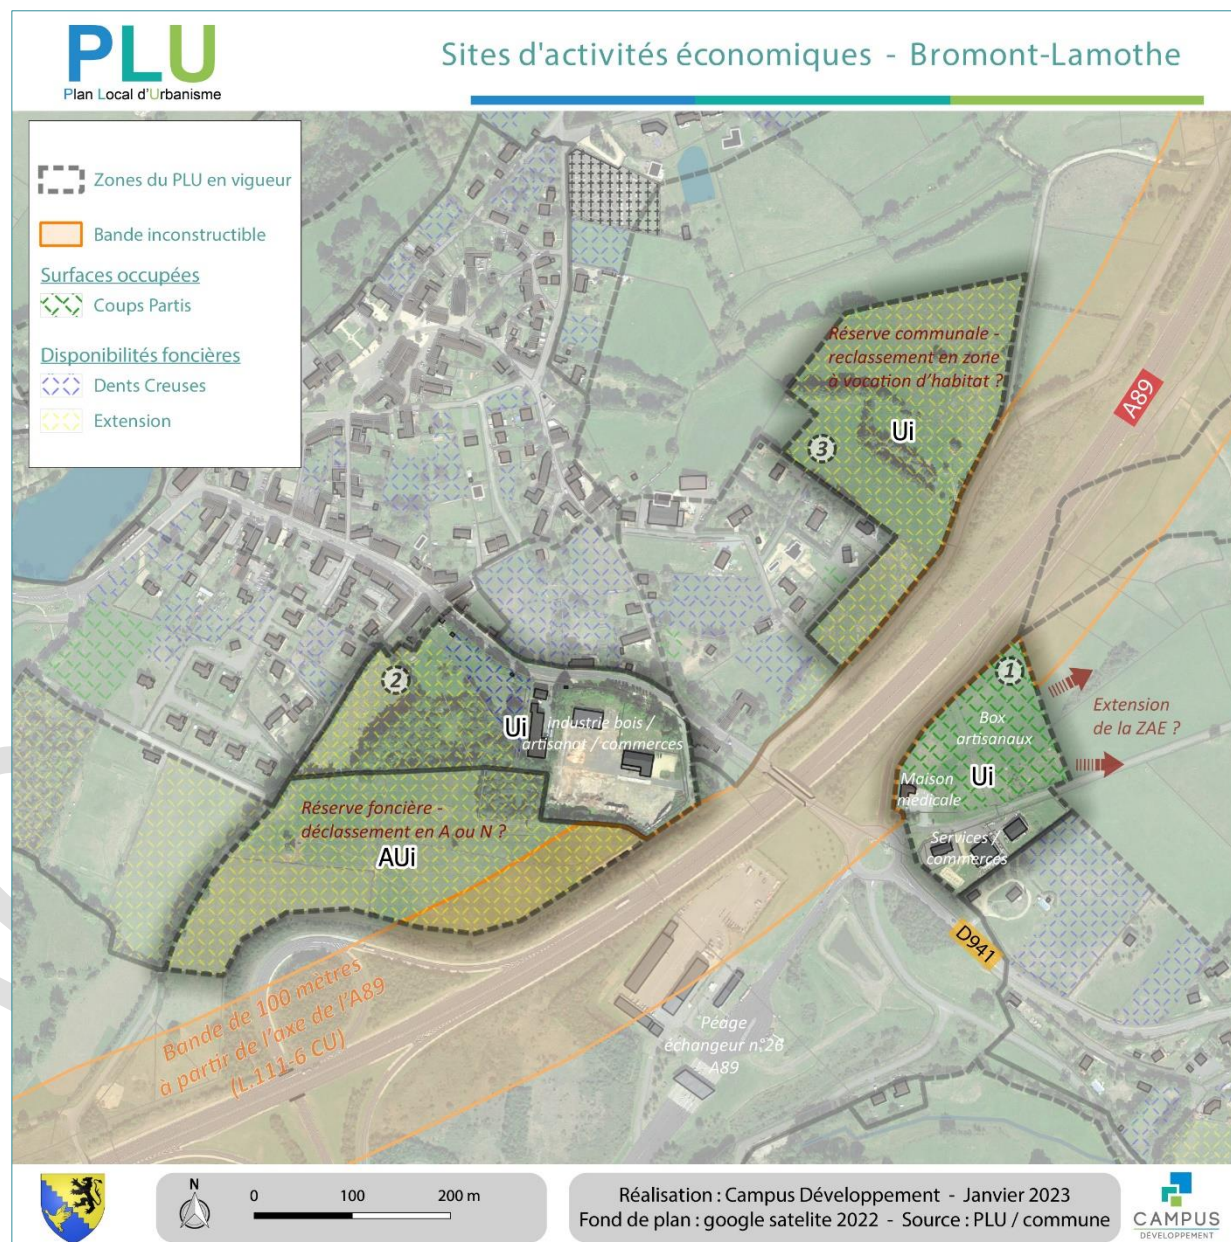 PLU
Plan Local d'Urbanisme
Sites d'activités économiques - Bromont-Lamothe
Zones du PLU en vigueur
Bande inconstructible
Surfaces occupées
Coups Partis
Disponibilités foncières
Dents Creuses
Extension
Réserve communale -
reclassement en zone
à vocation d'habitat ?
Ui
3
A89
2
Ui
industrie bois /
artisanat / commerces
1
Box
artisanaux
Ui
Extension
de la ZAE ?
Maison
médicale
Services /
commerces
Réserve foncière -
déclassement en A ou N ?
AUi
D941
Bande de 100 mètres
à partir de l'axe de l'A89
(L.111-6 CU)
Péage
échangeur n°26
A89
N
0 100 200 m
Réalisation : Campus Développement - Janvier 2023
Fond de plan : google satelite 2022 - Source : PLU / commune
CAMPUS
DÉVELOPPEMENT